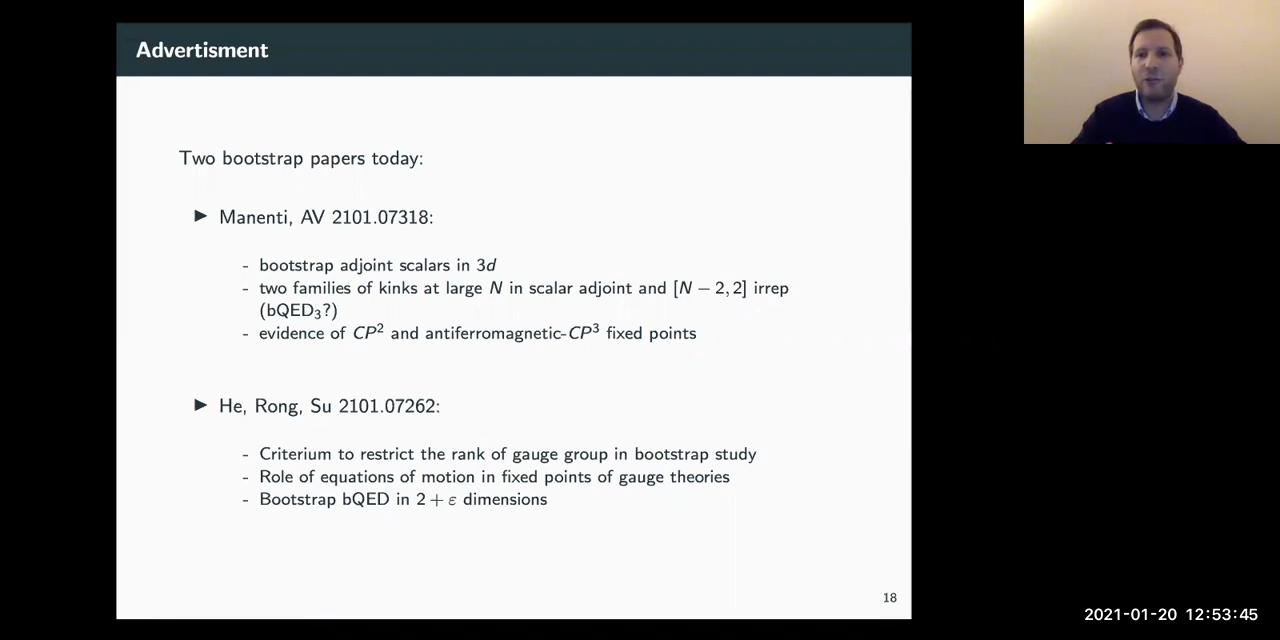 Advertisment
Two bootstrap papers today:
▶ Manenti, AV 2101.07318:
- bootstrap adjoint scalars in 3d
- two families of kinks at large N in scalar adjoint and [N − 2, 2] irrep
(bQED₃?)
- evidence of CP² and antiferromagnetic-CP³ fixed points
▶ He, Rong, Su 2101.07262:
- Criterium to restrict the rank of gauge group in bootstrap study
- Role of equations of motion in fixed points of gauge theories
- Bootstrap bQED in 2 + ε dimensions
18
2021-01-20 12:53:45